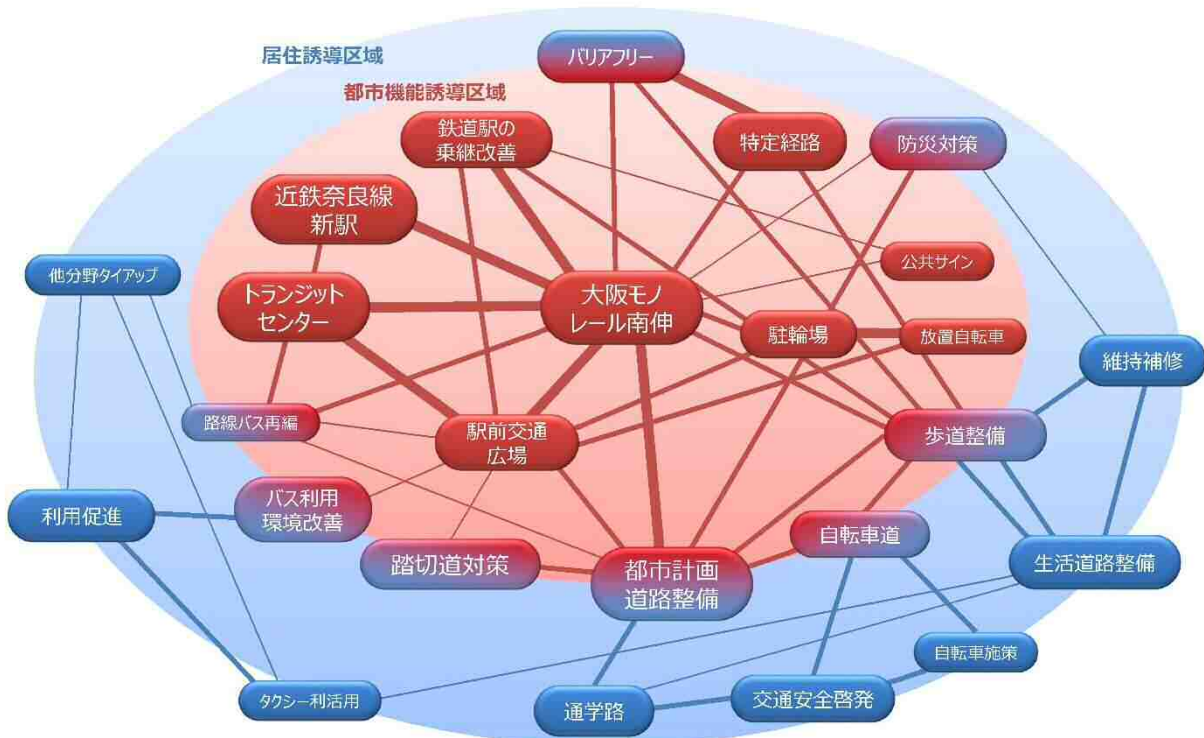 居住誘導区域
バリアフリー
都市機能誘導区域
鉄道駅の
乗継改善
特定経路
防災対策
近鉄奈良線
新駅
公共サイン
他分野タイアップ
トランジット
センター
大阪モノ
レール南伸
駐輪場
放置自転車
維持補修
路線バス再編
駅前交通
広場
歩道整備
バス利用
環境改善
利用促進
自転車道
踏切道対策
都市計画
道路整備
生活道路整備
自転車施策
タクシー利活用
通学路
交通安全啓発